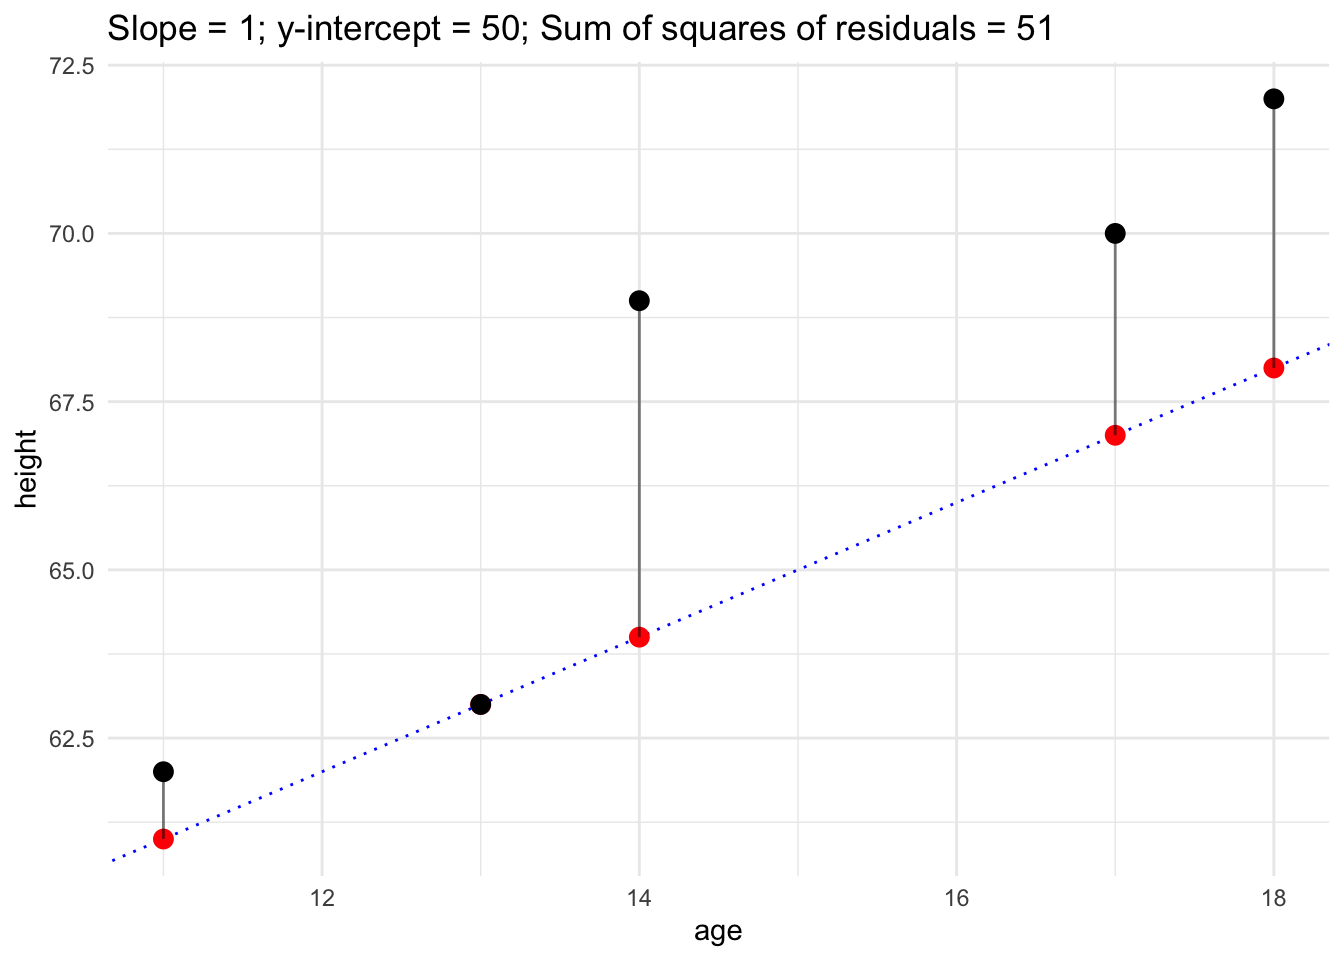 Slope = 1; y-intercept = 50; Sum of squares of residuals = 51
72.5
70.0
67.5
65.0
62.5
height
12 14 16 18
age